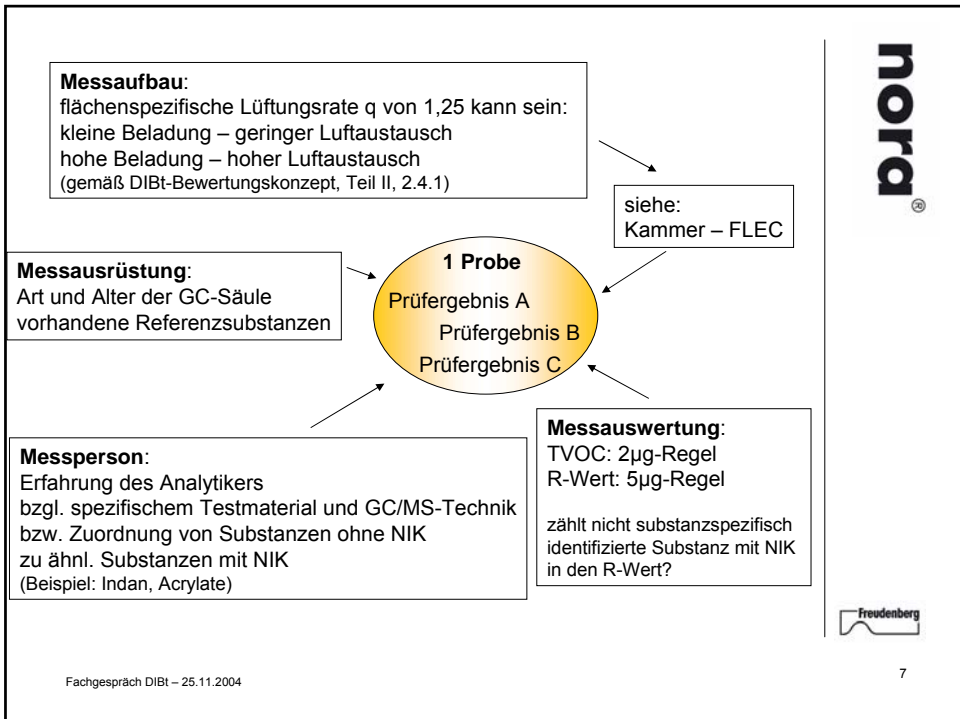 Messaufbau:
flächenspezifische Lüftungsrate q von 1,25 kann sein:
kleine Beladung – geringer Luftaustausch
hohe Beladung – hoher Luftaustausch
(gemäß DIBt-Bewertungskonzept, Teil II, 2.4.1)
siehe:
Kammer – FLEC
Messausrüstung:
Art und Alter der GC-Säule
vorhandene Referenzsubstanzen
1 Probe
Prüfergebnis A
Prüfergebnis B
Prüfergebnis C
Messperson:
Erfahrung des Analytikers
bzgl. spezifischem Testmaterial und GC/MS-Technik
bzw. Zuordnung von Substanzen ohne NIK
zu ähnl. Substanzen mit NIK
(Beispiel: Indan, Acrylate)
Messauswertung:
TVOC: 2µg-Regel
R-Wert: 5µg-Regel
zählt nicht substanzspezifisch
identifizierte Substanz mit NIK
in den R-Wert?
nora®
Freudenberg
Fachgespräch DIBt – 25.11.2004
7